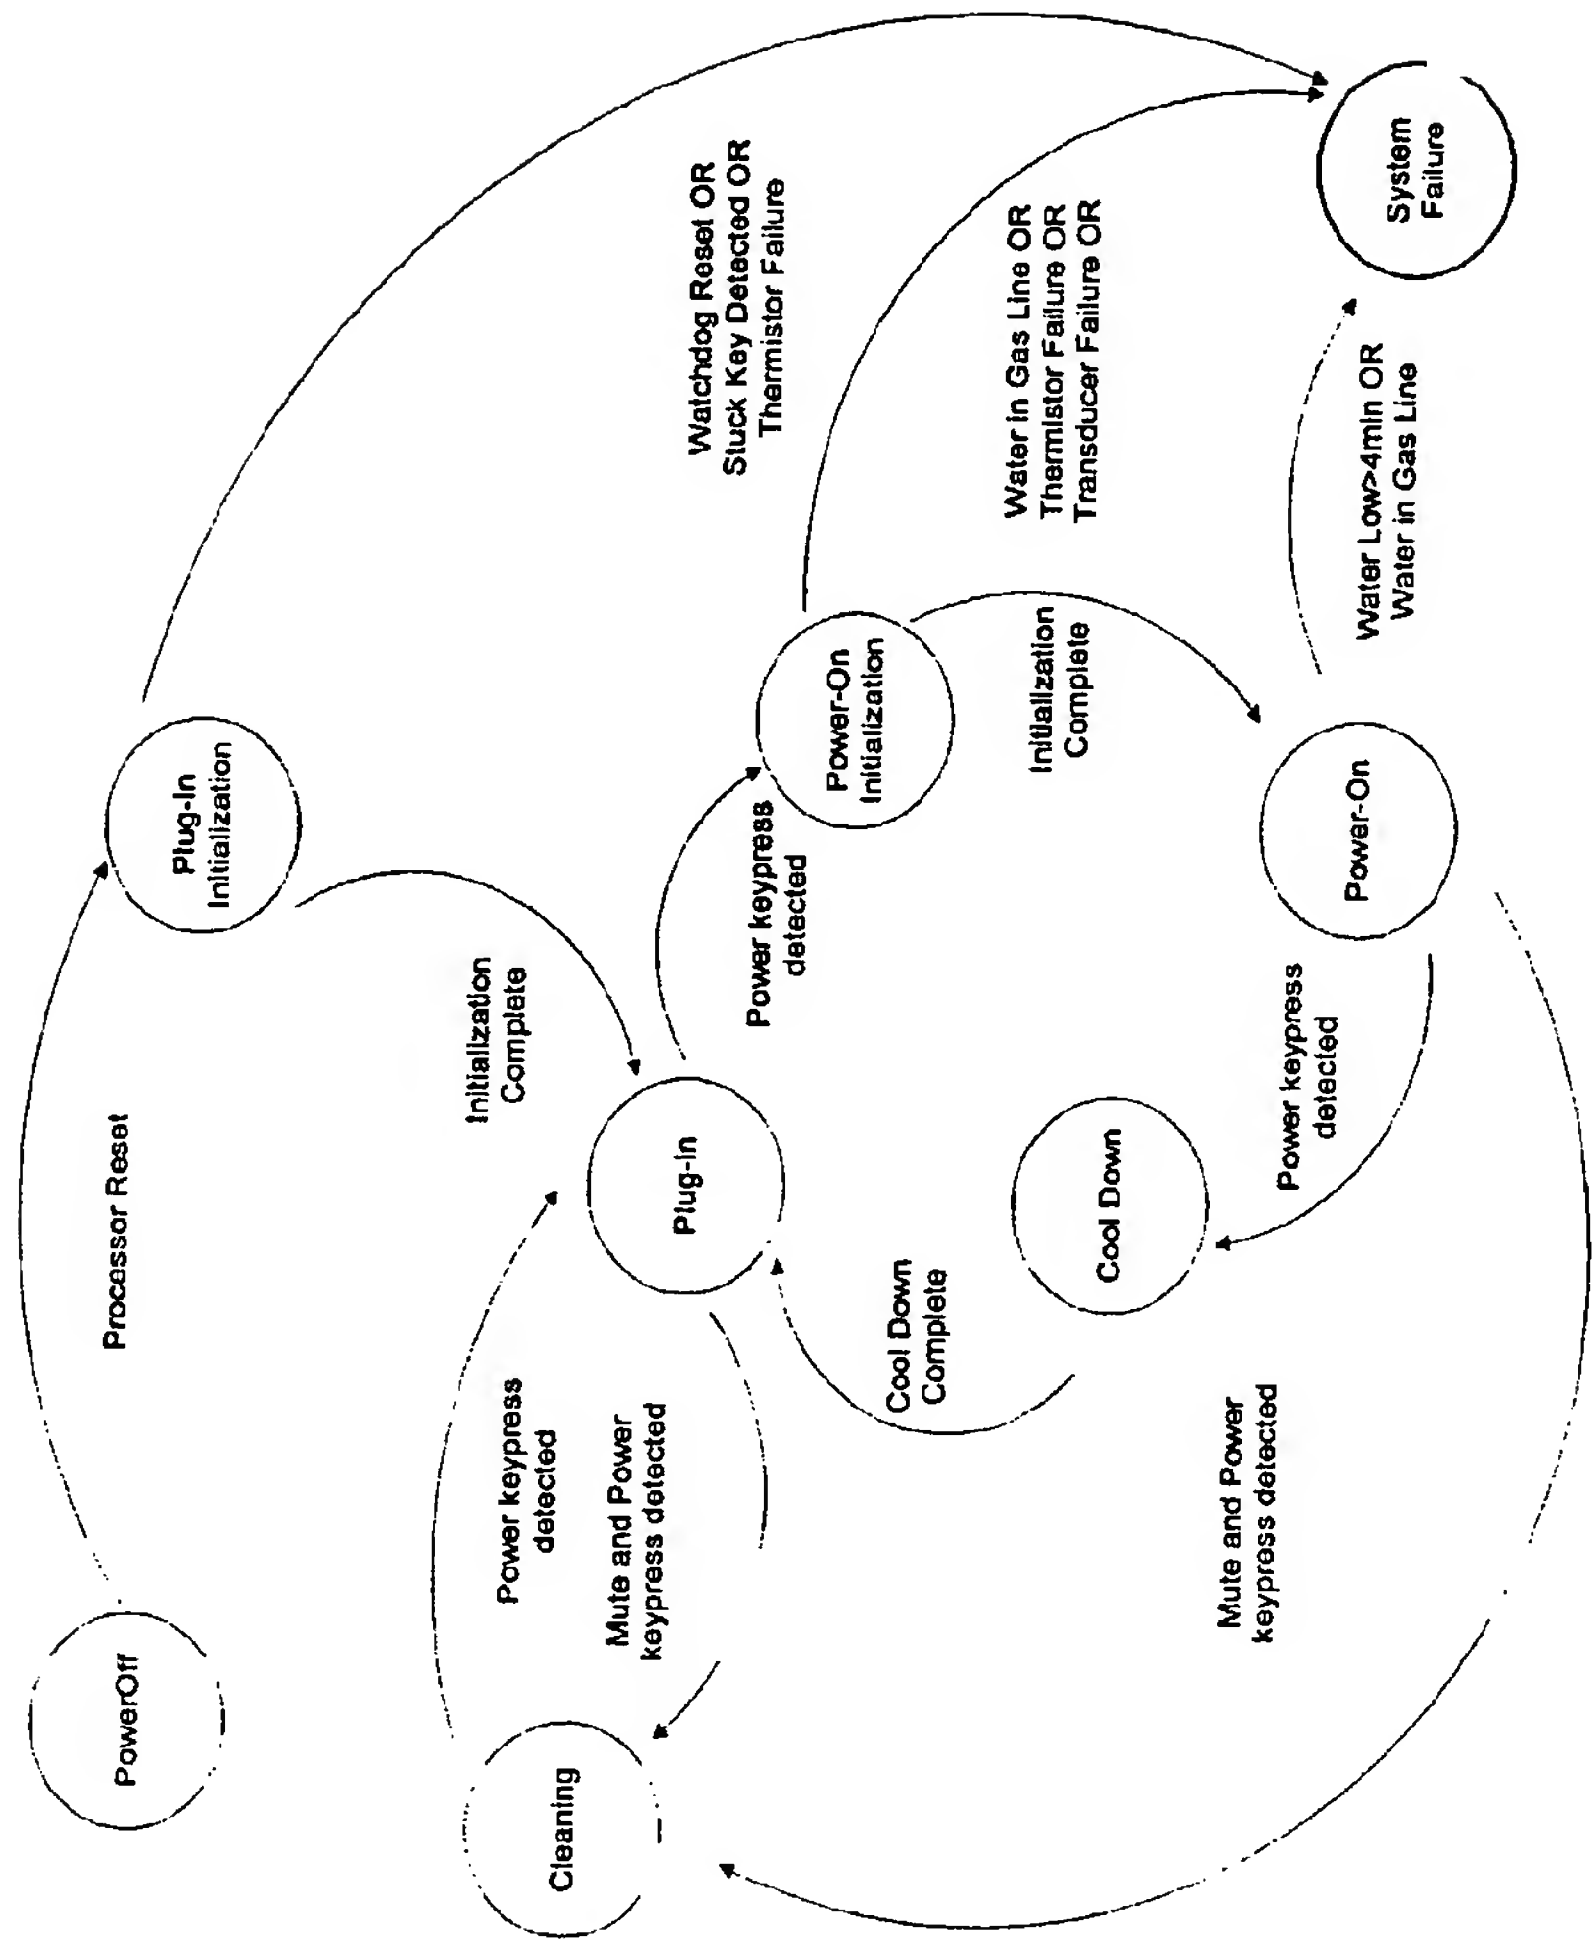 PowerOff
Processor Reset
Plug-In
Initialization
Cleaning
Power keypress
detected
Mute and Power
keypress detected
Initialization
Complete
Plug-In
Watchdog Reset OR
Stuck Key Detected OR
Thermistor Failure
Power keypress
detected
Power-On
Initialization
Cool Down
Complete
Water in Gas Line OR
Thermistor Failure OR
Transducer Failure OR
Initialization
Complete
Cool Down
Mute and Power
keypress detected
Power keypress
detected
Power-On
Water Low>4min OR
Water in Gas Line
System
Failure